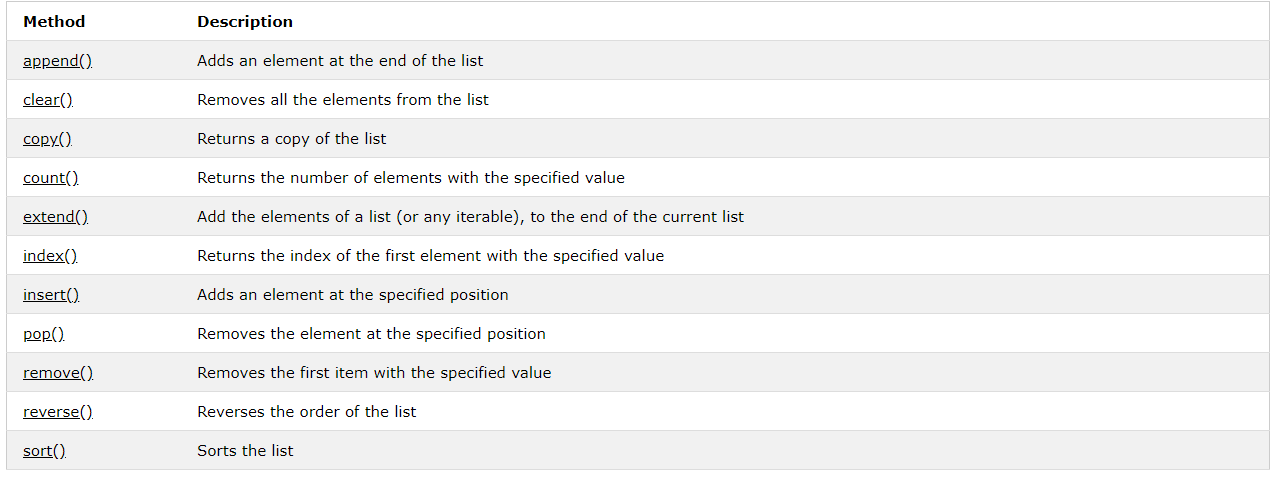 Method Description
append() Adds an element at the end of the list
clear() Removes all the elements from the list
copy() Returns a copy of the list
count() Returns the number of elements with the specified value
extend() Add the elements of a list (or any iterable), to the end of the current list
index() Returns the index of the first element with the specified value
insert() Adds an element at the specified position
pop() Removes the element at the specified position
remove() Removes the first item with the specified value
reverse() Reverses the order of the list
sort() Sorts the list